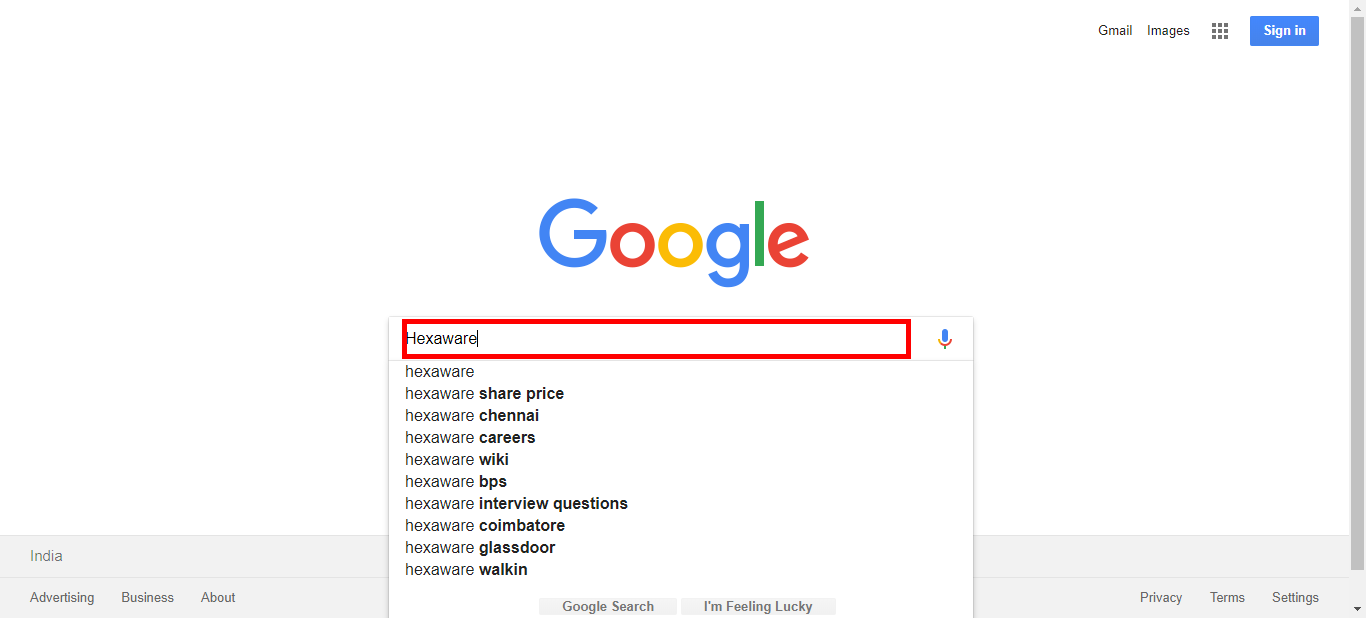 Gmail Images Sign in
Google
Hexaware
hexaware
hexaware share price
hexaware chennai
hexaware careers
hexaware wiki
hexaware bps
hexaware interview questions
hexaware coimbatore
hexaware glassdoor
hexaware walkin
Google Search I'm Feeling Lucky
India
Advertising Business About Privacy Terms Settings